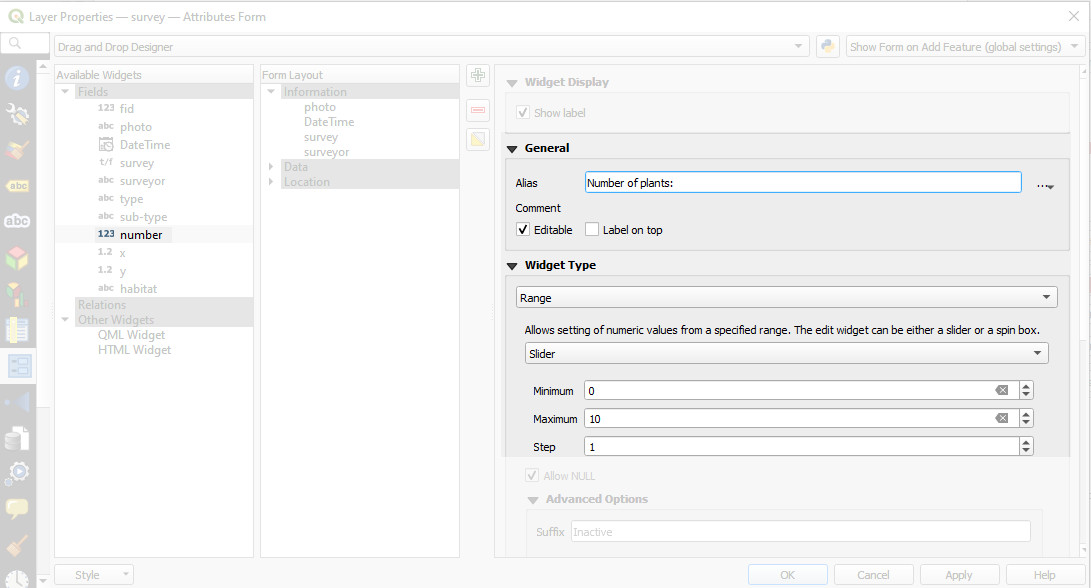 Layer Properties — survey — Attributes Form
Drag and Drop Designer
Show Form on Add Feature (global settings)
Available Widgets
Fields
123 fid
abc photo
DateTime
t/f survey
abc surveyor
abc type
abc sub-type
123 number
1.2 x
1.2 y
abc habitat
Relations
Other Widgets
QML Widget
HTML Widget
Form Layout
Information
photo
DateTime
survey
surveyor
Data
Location
Widget Display
Show label
General
Alias Number of plants: ...
Comment
Editable Label on top
Widget Type
Range
Allows setting of numeric values from a specified range. The edit widget can be either a slider or a spin box.
Slider
Minimum 0
Maximum 10
Step 1
Allow NULL
Advanced Options
Suffix Inactive
abc
abc
Style
OK Cancel Apply Help